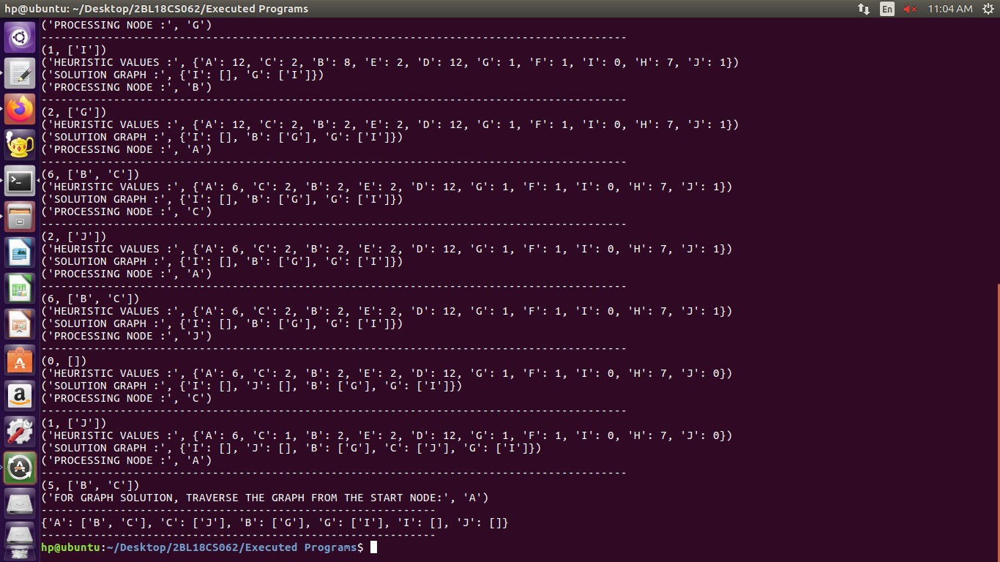 hp@ubuntu: ~/Desktop/2BL18CS062/Executed Programs En 11:04 AM
('PROCESSING NODE :', 'G')
-----------------------------------------------------------------------------------------
(1, ['I'])
('HEURISTIC VALUES :', {'A': 12, 'C': 2, 'B': 8, 'E': 2, 'D': 12, 'G': 1, 'F': 1, 'I': 0, 'H': 7, 'J': 1})
('SOLUTION GRAPH :', {'I': [], 'G': ['I']})
('PROCESSING NODE :', 'B')
-----------------------------------------------------------------------------------------
(2, ['G'])
('HEURISTIC VALUES :', {'A': 12, 'C': 2, 'B': 2, 'E': 2, 'D': 12, 'G': 1, 'F': 1, 'I': 0, 'H': 7, 'J': 1})
('SOLUTION GRAPH :', {'I': [], 'B': ['G'], 'G': ['I']})
('PROCESSING NODE :', 'A')
-----------------------------------------------------------------------------------------
(6, ['B', 'C'])
('HEURISTIC VALUES :', {'A': 6, 'C': 2, 'B': 2, 'E': 2, 'D': 12, 'G': 1, 'F': 1, 'I': 0, 'H': 7, 'J': 1})
('SOLUTION GRAPH :', {'I': [], 'B': ['G'], 'G': ['I']})
('PROCESSING NODE :', 'C')
-----------------------------------------------------------------------------------------
(2, ['J'])
('HEURISTIC VALUES :', {'A': 6, 'C': 2, 'B': 2, 'E': 2, 'D': 12, 'G': 1, 'F': 1, 'I': 0, 'H': 7, 'J': 1})
('SOLUTION GRAPH :', {'I': [], 'B': ['G'], 'G': ['I']})
('PROCESSING NODE :', 'A')
-----------------------------------------------------------------------------------------
(6, ['B', 'C'])
('HEURISTIC VALUES :', {'A': 6, 'C': 2, 'B': 2, 'E': 2, 'D': 12, 'G': 1, 'F': 1, 'I': 0, 'H': 7, 'J': 1})
('SOLUTION GRAPH :', {'I': [], 'B': ['G'], 'G': ['I']})
('PROCESSING NODE :', 'J')
-----------------------------------------------------------------------------------------
(0, [])
('HEURISTIC VALUES :', {'A': 6, 'C': 2, 'B': 2, 'E': 2, 'D': 12, 'G': 1, 'F': 1, 'I': 0, 'H': 7, 'J': 0})
('SOLUTION GRAPH :', {'I': [], 'J': [], 'B': ['G'], 'G': ['I']})
('PROCESSING NODE :', 'C')
-----------------------------------------------------------------------------------------
(1, ['J'])
('HEURISTIC VALUES :', {'A': 6, 'C': 1, 'B': 2, 'E': 2, 'D': 12, 'G': 1, 'F': 1, 'I': 0, 'H': 7, 'J': 0})
('SOLUTION GRAPH :', {'I': [], 'J': [], 'B': ['G'], 'C': ['J'], 'G': ['I']})
('PROCESSING NODE :', 'A')
-----------------------------------------------------------------------------------------
(5, ['B', 'C'])
('FOR GRAPH SOLUTION, TRAVERSE THE GRAPH FROM THE START NODE:', 'A')
------------------------------------------------------------
{'A': ['B', 'C'], 'C': ['J'], 'B': ['G'], 'G': ['I'], 'I': [], 'J': []}
------------------------------------------------------------
hp@ubuntu:~/Desktop/2BL18CS062/Executed Programs$